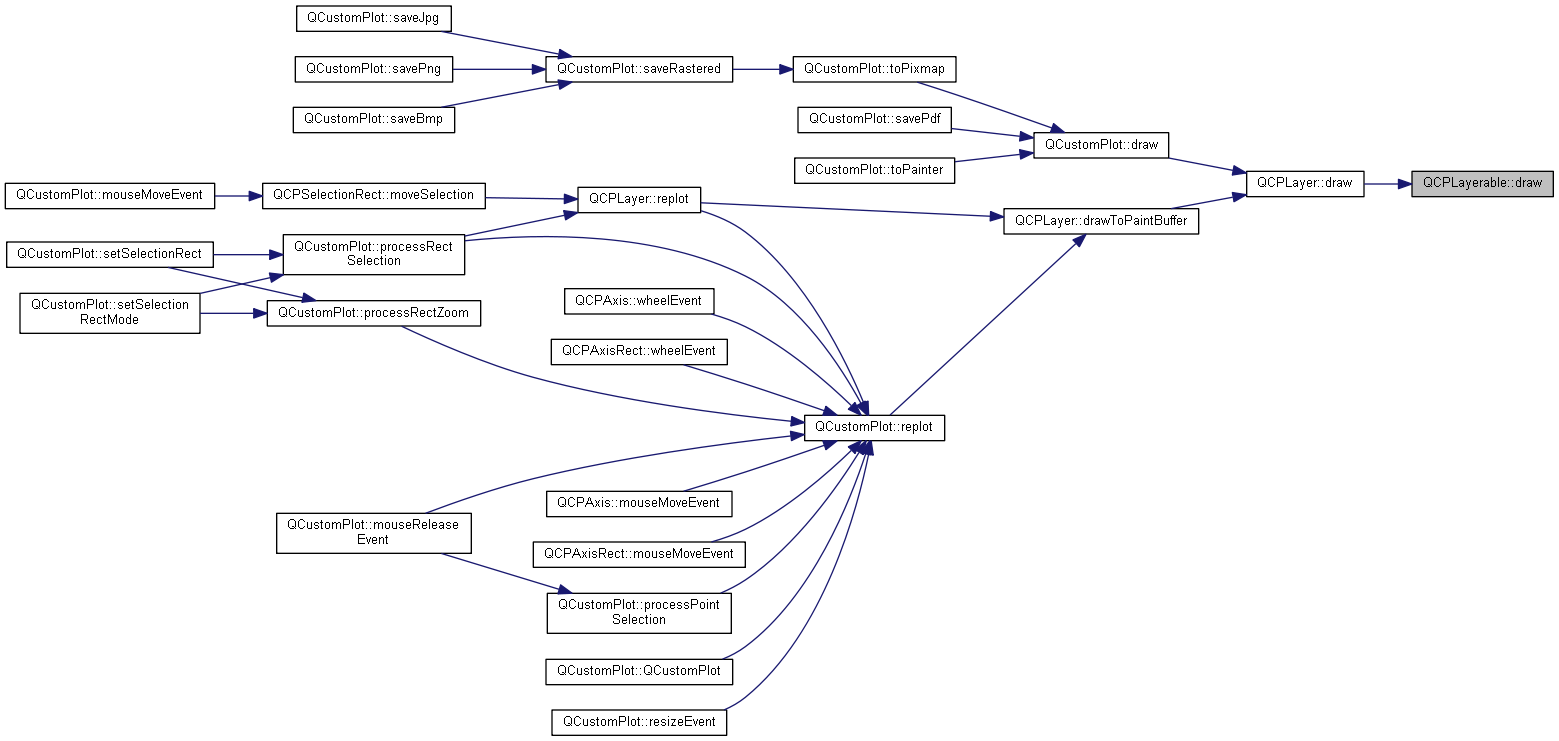 QCustomPlot::saveJpg
QCustomPlot::savePng
QCustomPlot::saveRastered
QCustomPlot::toPixmap
QCustomPlot::saveBmp
QCustomPlot::savePdf
QCustomPlot::draw
QCustomPlot::toPainter
QCPLayer::draw
QCPLayerable::draw
QCustomPlot::mouseMoveEvent
QCPSelectionRect::moveSelection
QCPLayer::replot
QCPLayer::drawToPaintBuffer
QCustomPlot::setSelectionRect
QCustomPlot::processRect
Selection
QCustomPlot::setSelection
RectMode
QCustomPlot::processRectZoom
QCPAxis::wheelEvent
QCPAxisRect::wheelEvent
QCustomPlot::replot
QCPAxis::mouseMoveEvent
QCustomPlot::mouseRelease
Event
QCPAxisRect::mouseMoveEvent
QCustomPlot::processPoint
Selection
QCustomPlot::QCustomPlot
QCustomPlot::resizeEvent